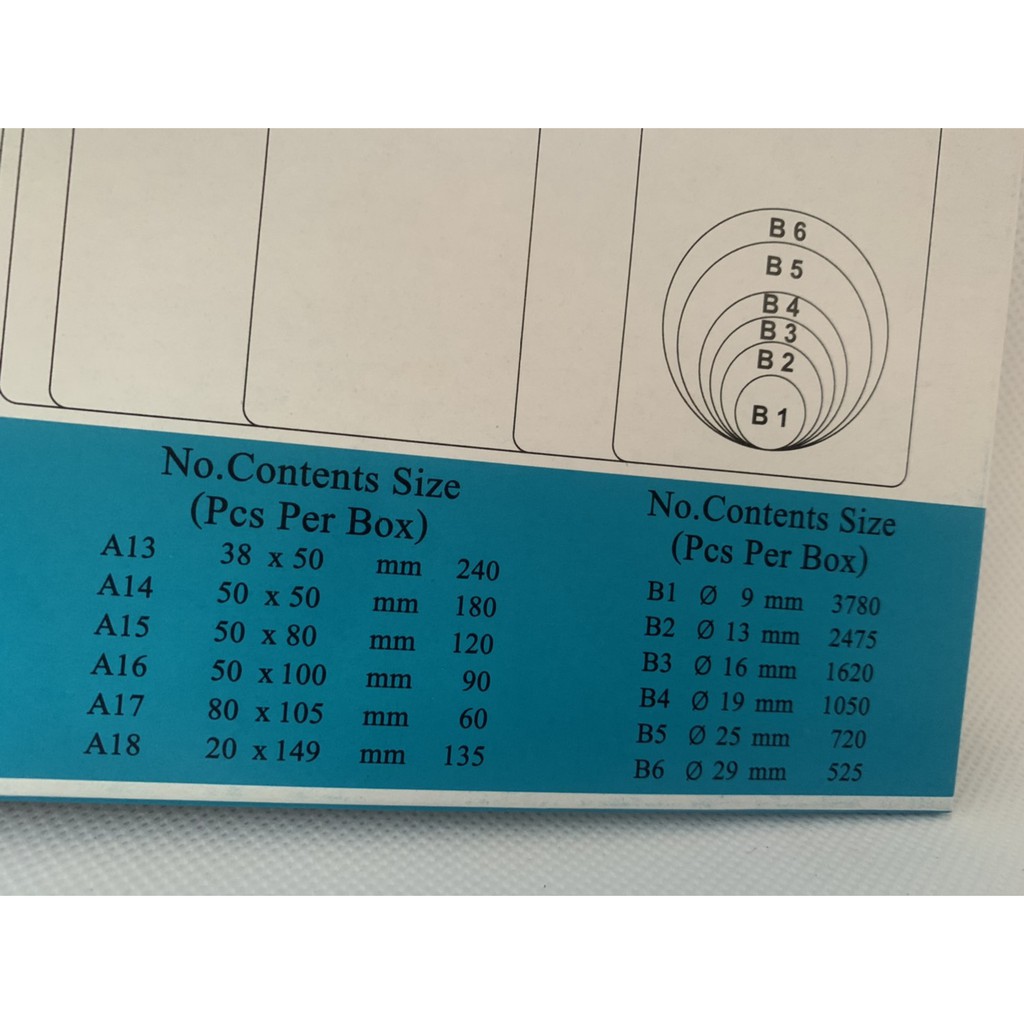 B 6
B 5
B 4
B 3
B 2
B 1
No.Contents Size
(Pcs Per Box)
A13 38 x 50 mm 240
A14 50 x 50 mm 180
A15 50 x 80 mm 120
A16 50 x 100 mm 90
A17 80 x 105 mm 60
A18 20 x 149 mm 135
No.Contents Size
(Pcs Per Box)
B1 Ø 9 mm 3780
B2 Ø 13 mm 2475
B3 Ø 16 mm 1620
B4 Ø 19 mm 1050
B5 Ø 25 mm 720
B6 Ø 29 mm 525